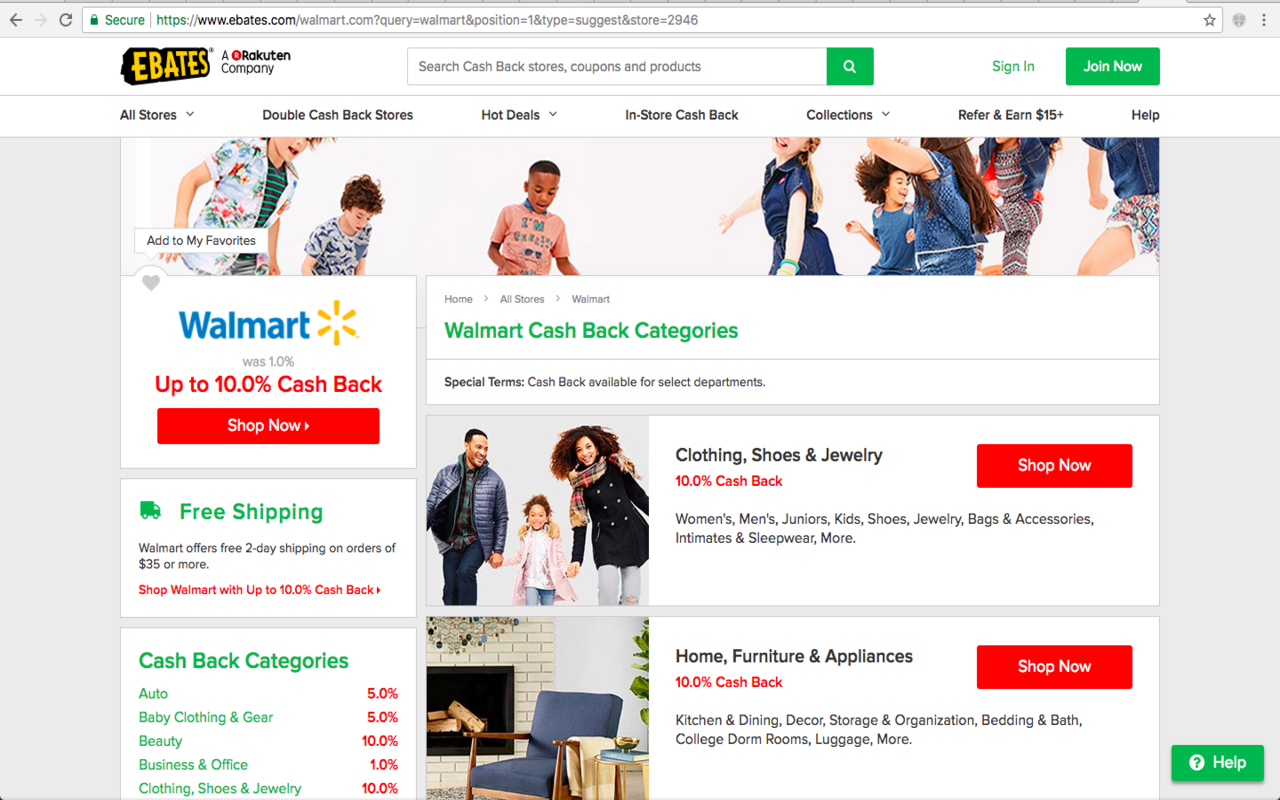 Secure
https://www.ebates.com/walmart.com?query=walmart&position=1&type=suggest&store=2946
EBATES
A Rakuten
Company
Search Cash Back stores, coupons and products
Sign In
Join Now
All Stores
Double Cash Back Stores
Hot Deals
In-Store Cash Back
Collections
Refer & Earn $15+
Help
I'M
Add to My Favorites
Walmart
was 1.0%
Up to 10.0% Cash Back
Shop Now
Free Shipping
Walmart offers free 2-day shipping on orders of
$35 or more.
Shop Walmart with Up to 10.0% Cash Back
Cash Back Categories
Auto 5.0%
Baby Clothing & Gear 5.0%
Beauty 10.0%
Business & Office 1.0%
Clothing, Shoes & Jewelry 10.0%
Home > All Stores > Walmart
Walmart Cash Back Categories
Special Terms: Cash Back available for select departments.
Clothing, Shoes & Jewelry
10.0% Cash Back
Shop Now
Women's, Men's, Juniors, Kids, Shoes, Jewelry, Bags & Accessories,
Intimates & Sleepwear, More.
Home, Furniture & Appliances
10.0% Cash Back
Shop Now
Kitchen & Dining, Decor, Storage & Organization, Bedding & Bath,
College Dorm Rooms, Luggage, More.
Help